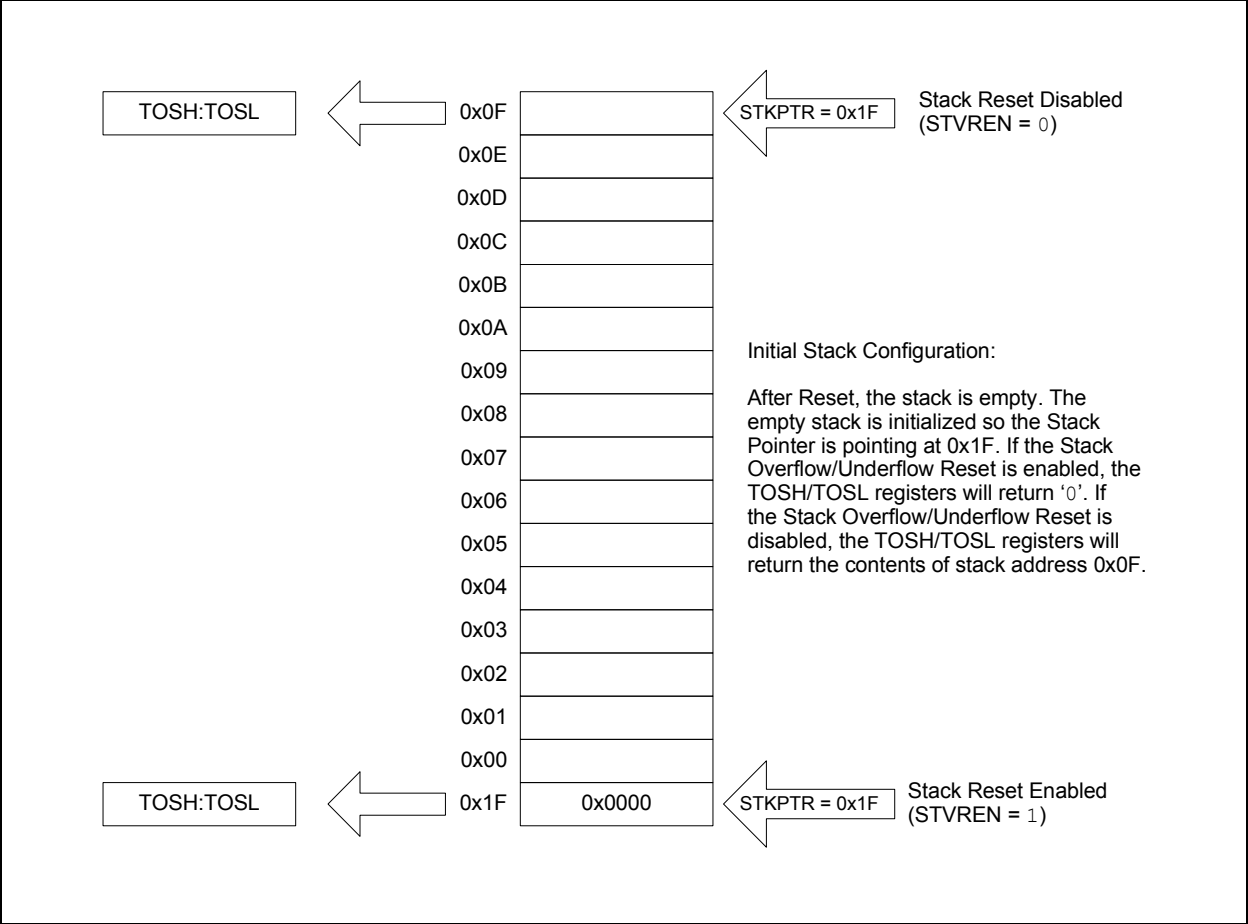 TOSH:TOSL 0x0F STKPTR = 0x1F Stack Reset Disabled
(STVREN = 0)
0x0E
0x0D
0x0C
0x0B
0x0A
Initial Stack Configuration:
0x09
After Reset, the stack is empty. The
0x08
empty stack is initialized so the Stack
Pointer is pointing at 0x1F. If the Stack
0x07
Overflow/Underflow Reset is enabled, the
TOSH/TOSL registers will return ‘0’. If
0x06
the Stack Overflow/Underflow Reset is
0x05
disabled, the TOSH/TOSL registers will
return the contents of stack address 0x0F.
0x04
0x03
0x02
0x01
0x00
TOSH:TOSL 0x1F 0x0000 STKPTR = 0x1F Stack Reset Enabled
(STVREN = 1)